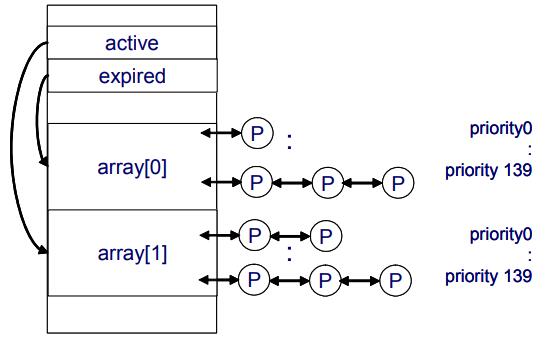 active
expired
P : priority0
:
array[0] P P P priority 139
P P priority0
array[1] : :
P P P priority 139